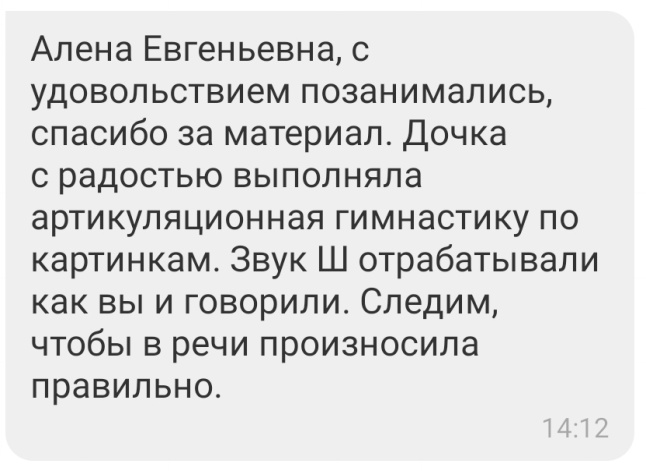 Алена Евгеньевна, с
удовольствием позанимались,
спасибо за материал. Дочка
с радостью выполняла
артикуляционная гимнастику по
картинкам. Звук Ш отрабатывали
как вы и говорили. Следим,
чтобы в речи произносила
правильно.
14:12